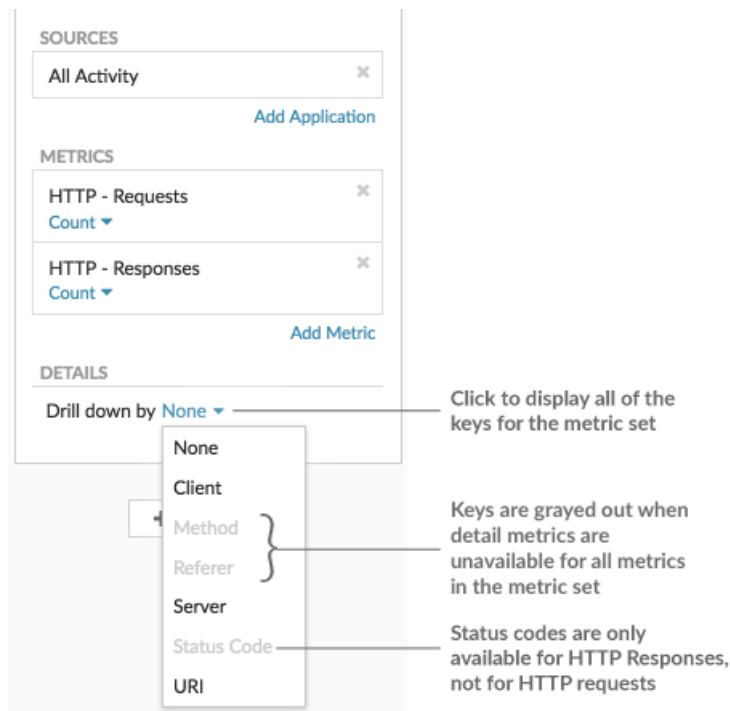 SOURCES
All Activity
Add Application
METRICS
HTTP - Requests
Count
HTTP - Responses
Count
Add Metric
DETAILS
Drill down by None
None
Client
Method
Referer
Server
Status Code
URI
Click to display all of the
keys for the metric set
Keys are grayed out when
detail metrics are
unavailable for all metrics
in the metric set
Status codes are only
available for HTTP Responses,
not for HTTP requests